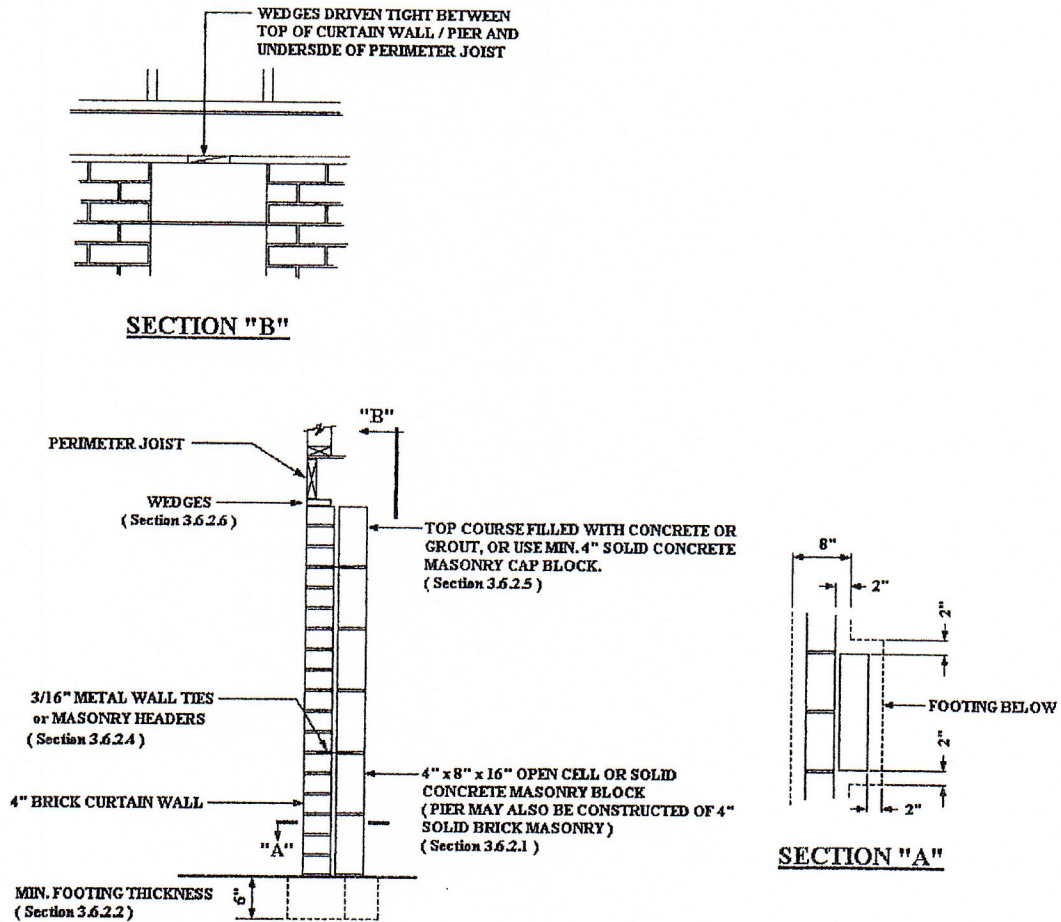 WEDGES DRIVEN TIGHT BETWEEN
TOP OF CURTAIN WALL / PIER AND
UNDERSIDE OF PERIMETER JOIST
SECTION "B"
"B"
PERIMETER JOIST
WEDGES
( Section 3.6.2.6 )
TOP COURSE FILLED WITH CONCRETE OR
GROUT, OR USE MIN. 4" SOLID CONCRETE
MASONRY CAP BLOCK.
( Section 3.6.2.5 )
3/16" METAL WALL TIES
or MASONRY HEADERS
( Section 3.6.2.4 )
4" x 8" x 16" OPEN CELL OR SOLID
CONCRETE MASONRY BLOCK
( PIER MAY ALSO BE CONSTRUCTED OF 4"
SOLID BRICK MASONRY )
( Section 3.6.2.1 )
4" BRICK CURTAIN WALL
"A"
MIN. FOOTING THICKNESS
( Section 3.6.2.2 )
6"
8"
2"
2"
FOOTING BELOW
2"
2"
SECTION "A"